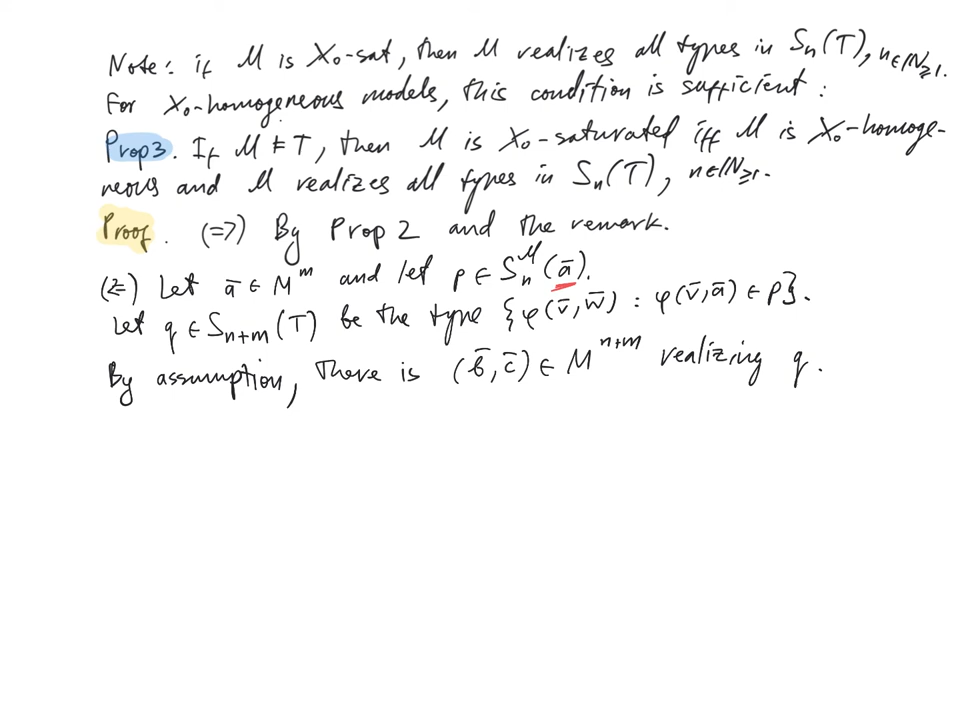 Note: if M is ℵ₀-sat, then M realizes all types in Sₙ(T), n∈ℕ≥1.
For ℵ₀-homogeneous models, this condition is sufficient:
Prop3. If M ⊨ T, then M is ℵ₀-saturated iff M is ℵ₀-homoge-
neous and M realizes all types in Sₙ(T), n∈ℕ≥1.
Proof. (=>) By Prop 2 and the remark.
(<=) Let ā ∈ Mᵐ and let p ∈ Sₙᴹ(ā).
Let q ∈ Sₙ₊ₘ(T) be the type {φ(v̄, w̄) : φ(v̄, ā) ∈ p}.
By assumption, there is (b̄, c̄) ∈ Mⁿ⁺ᵐ realizing q.